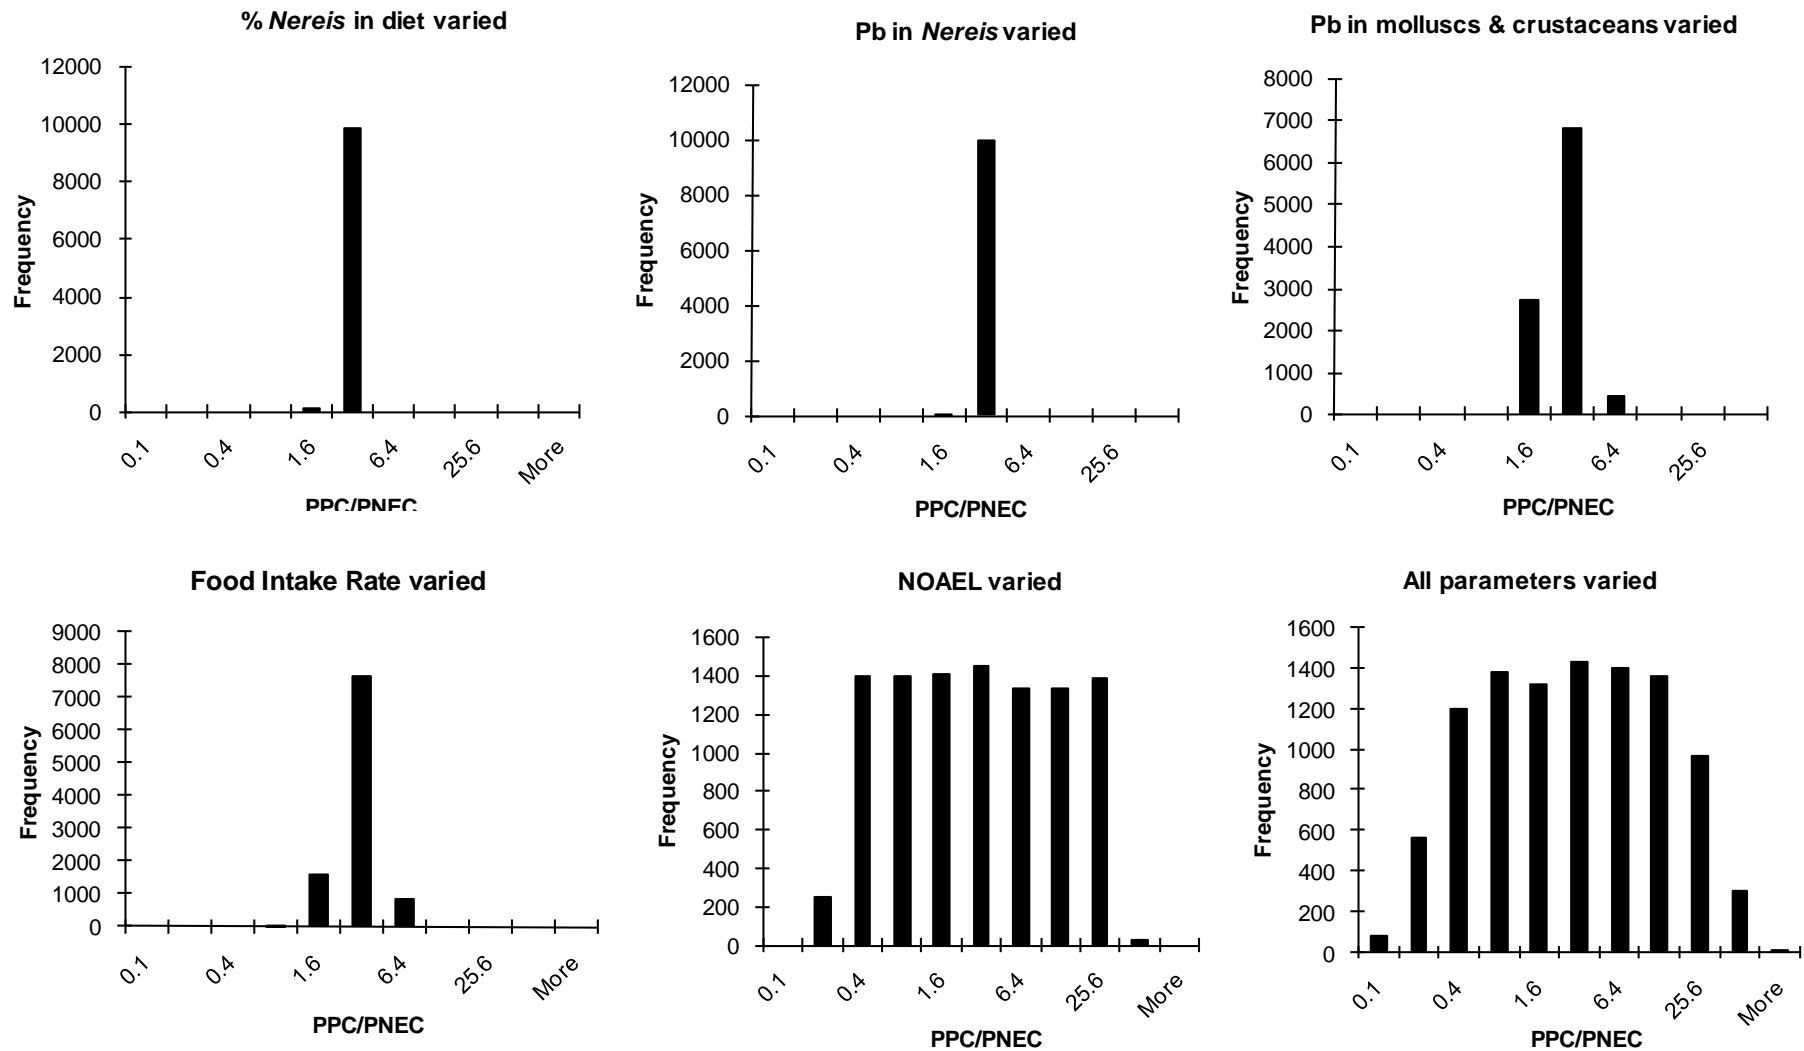 % Nereis in diet varied
12000
10000
8000
6000
4000
2000
0
Frequency
0.1 0.4 1.6 6.4 25.6 More
PPC/PNEC
Pb in Nereis varied
12000
10000
8000
6000
4000
2000
0
Frequency
0.1 0.4 1.6 6.4 25.6
PPC/PNEC
Pb in molluscs & crustaceans varied
8000
7000
6000
5000
4000
3000
2000
1000
0
Frequency
0.1 0.4 1.6 6.4 25.6
PPC/PNEC
Food Intake Rate varied
9000
8000
7000
6000
5000
4000
3000
2000
1000
0
Frequency
0.1 0.4 1.6 6.4 25.6 More
PPC/PNEC
NOAEL varied
1600
1400
1200
1000
800
600
400
200
0
Frequency
0.1 0.4 1.6 6.4 25.6 More
PPC/PNEC
All parameters varied
1600
1400
1200
1000
800
600
400
200
0
Frequency
0.1 0.4 1.6 6.4 25.6 More
PPC/PNEC